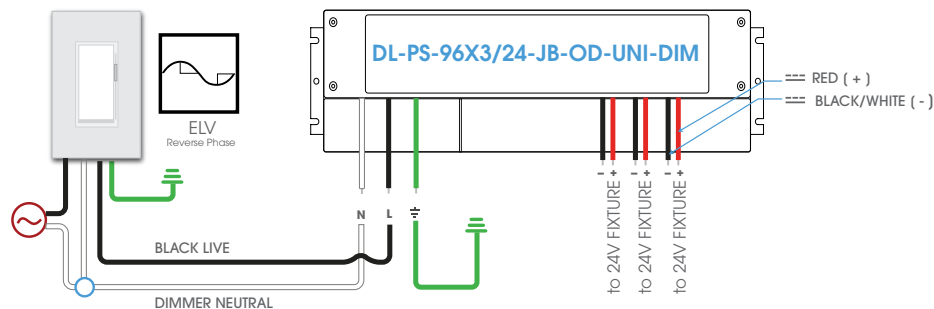 DL-PS-96X3/24-JB-OD-UNI-DIM
RED ( + )
BLACK/WHITE ( - )
ELV
Reverse Phase
- + - + - +
to 24V FIXTURE
to 24V FIXTURE
to 24V FIXTURE
N L
BLACK LIVE
DIMMER NEUTRAL